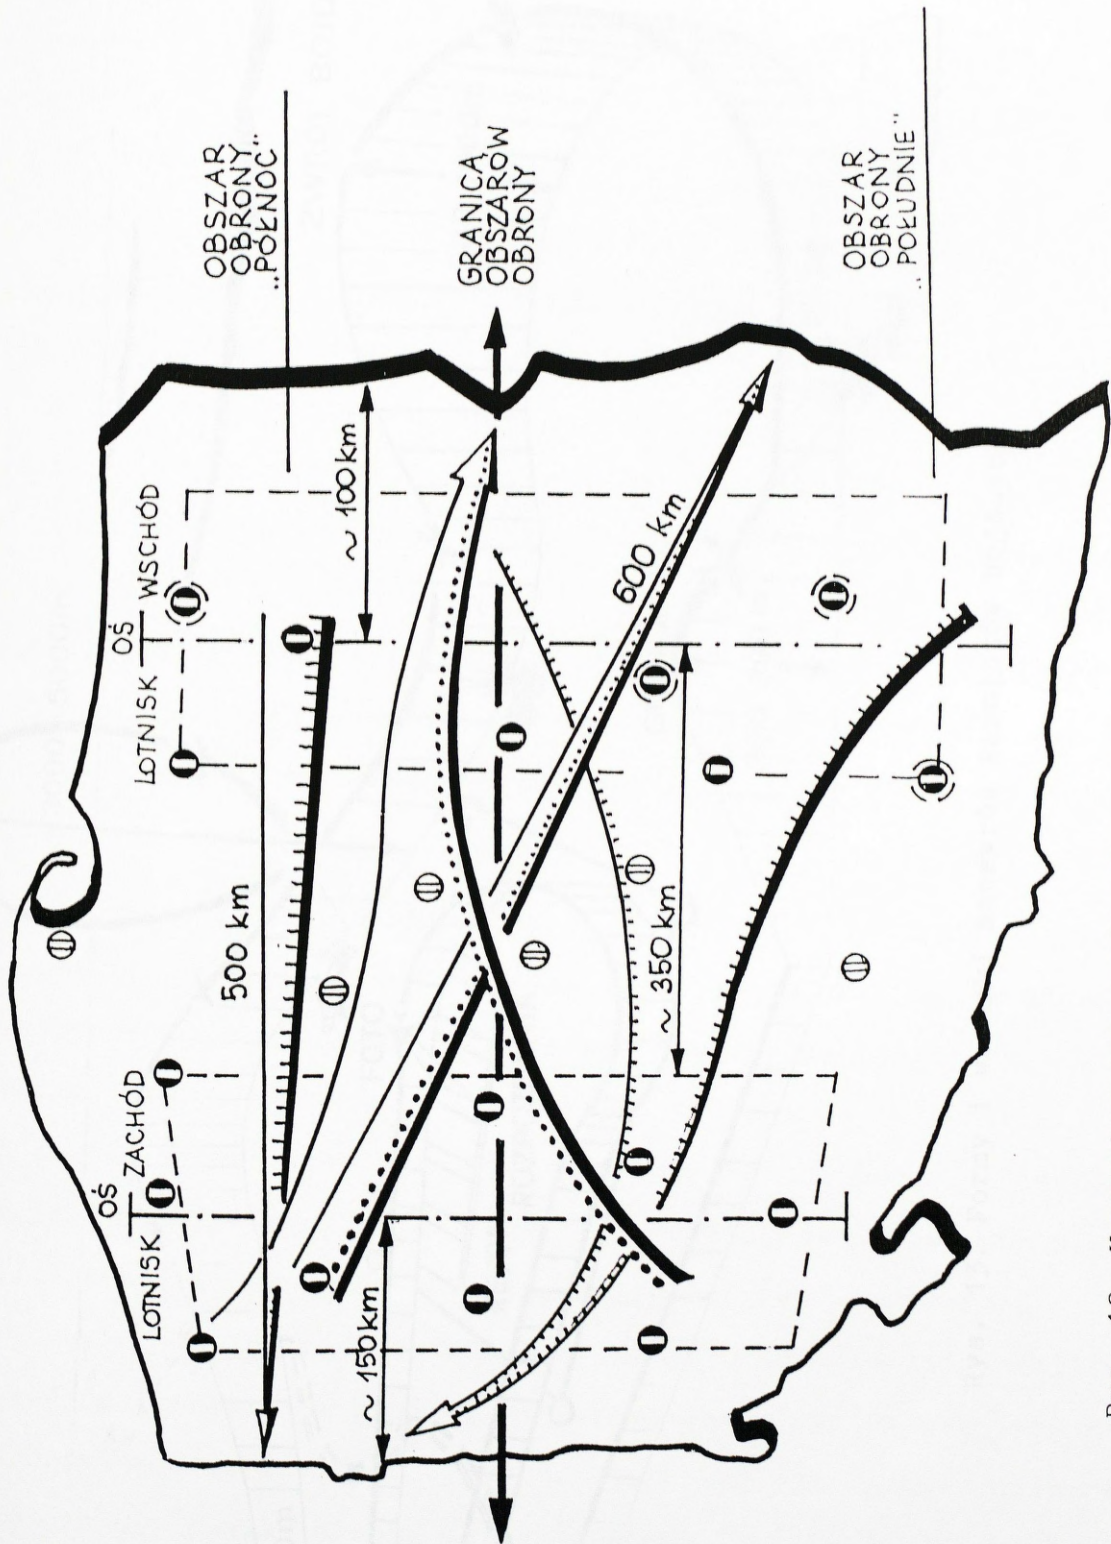 OBSZAR
OBRONY
„PÓŁNOC"
LOTNISK OŚ WSCHÓD
~ 100 km
GRANICA
OBSZARÓW
OBRONY
500 km
LOTNISK OŚ ZACHÓD
600 km
~ 350 km
~ 150 km
OBSZAR
OBRONY
„POŁUDNIE"